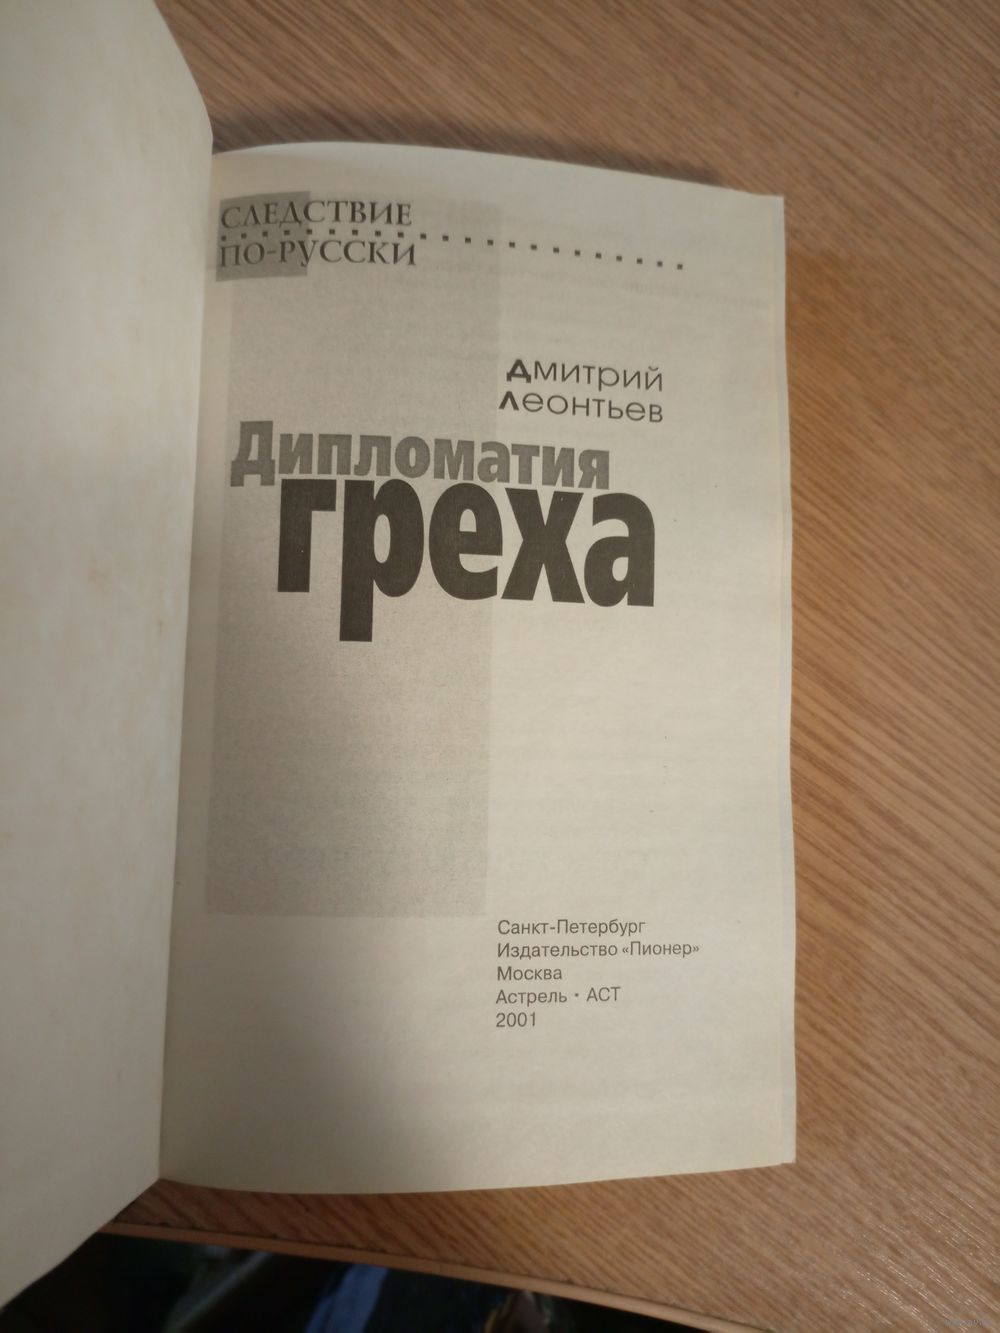 СЛЕДСТВИЕ
ПО-РУССКИ
Дмитрий
Леонтьев
Дипломатия
греха
Санкт-Петербург
Издательство «Пионер»
Москва
Астрель • АСТ
2001